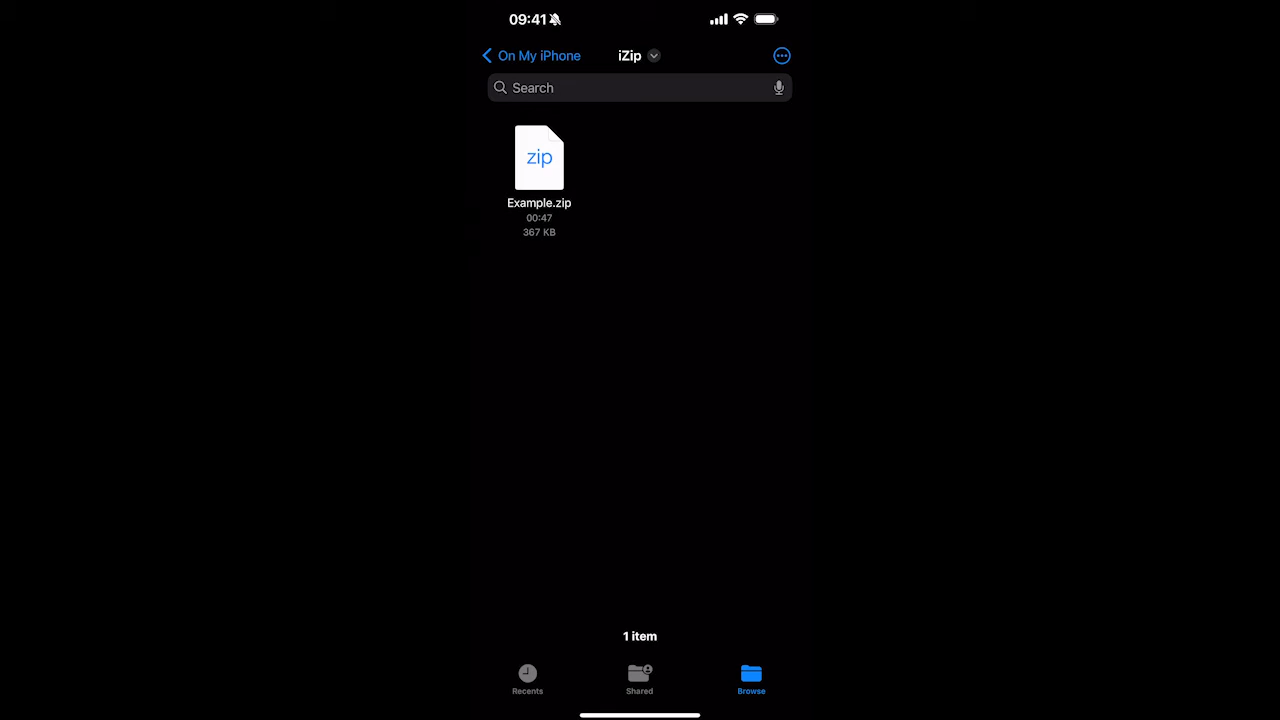 09:41
On My iPhone
iZip
Search
zip
Example.zip
00:47
367 KB
1 item
Recents
Shared
Browse